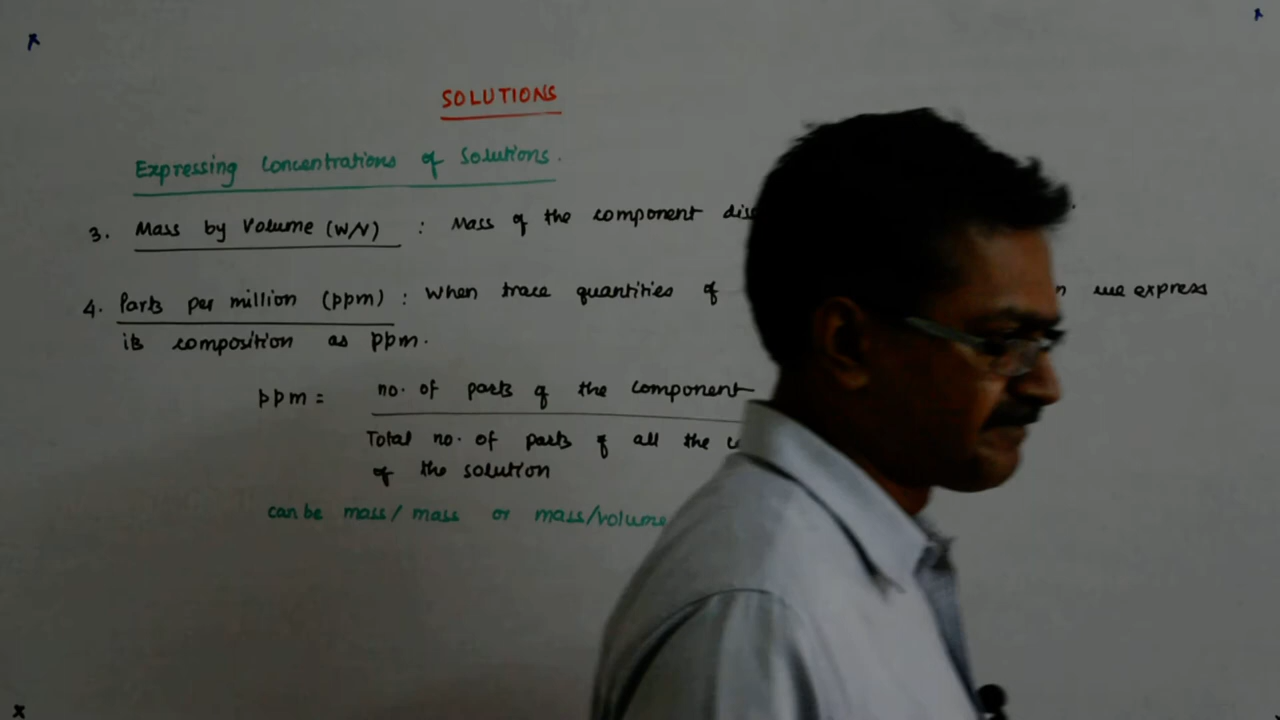 SOLUTIONS
Expressing Concentrations of Solutions.
3. Mass by Volume (W/V) : Mass of the component
4. Parts per million (ppm) : When trace quantities of we express
its composition as ppm.
ppm = no. of parts of the component
Total no. of parts of all the
of the solution
can be mass/mass or mass/volume